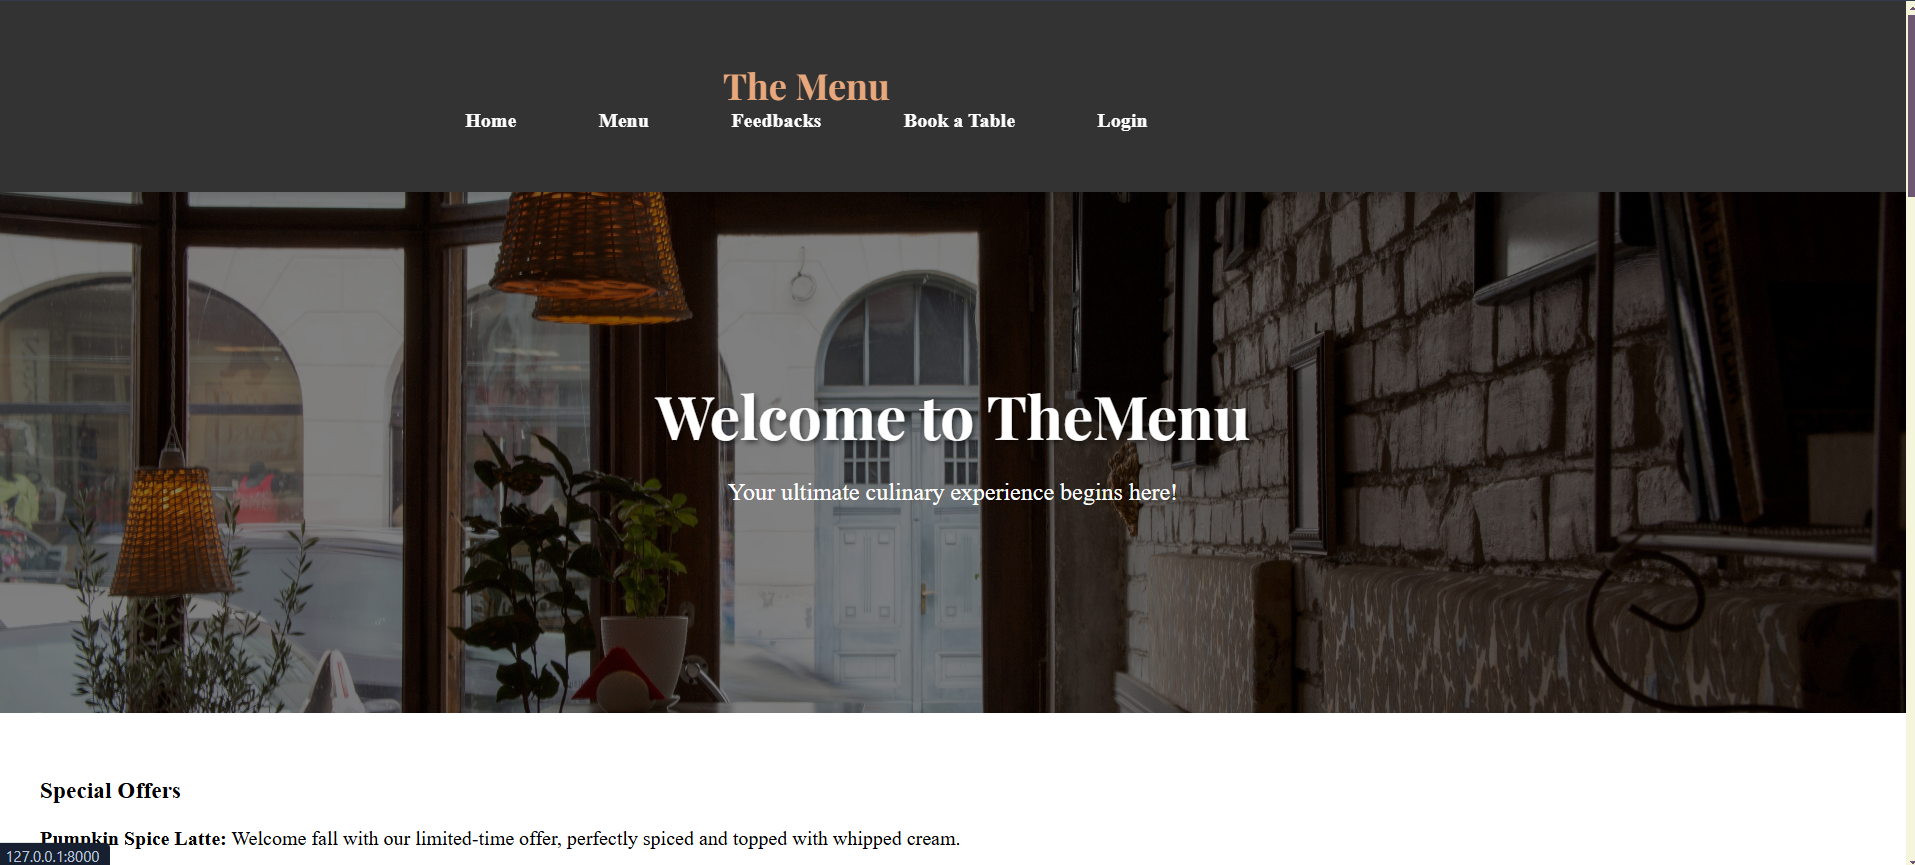 The Menu
Home Menu Feedbacks Book a Table Login
Welcome to TheMenu
Your ultimate culinary experience begins here!
Special Offers
Pumpkin Spice Latte: Welcome fall with our limited-time offer, perfectly spiced and topped with whipped cream.
127.0.0.1:8000